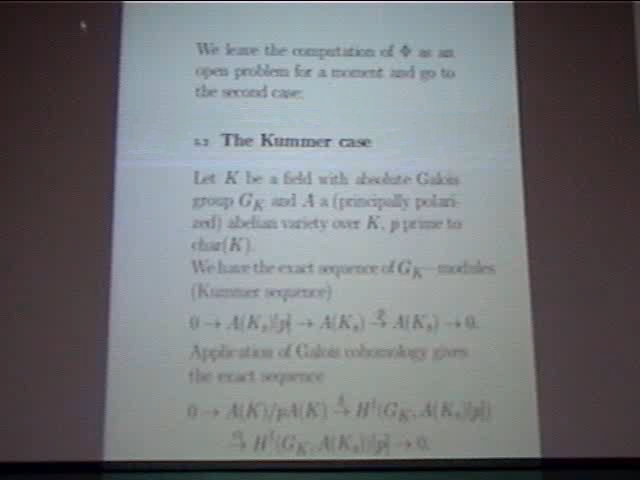 We leave the computation of Φ as an
open problem for a moment and go to
the second case:
5.2 The Kummer case
Let K be a field with absolute Galois
group G_K and A a (principally polari-
zed) abelian variety over K, p prime to
char(K).
We have the exact sequence of G_K−modules
(Kummer sequence)
0 → A(K_s)[p] → A(K_s) →^p A(K_s) → 0.
Application of Galois cohomology gives
the exact sequence
0 → A(K)/pA(K) →^δ H^1(G_K, A(K_s)[p])
→^α H^1(G_K, A(K_s))[p] → 0.